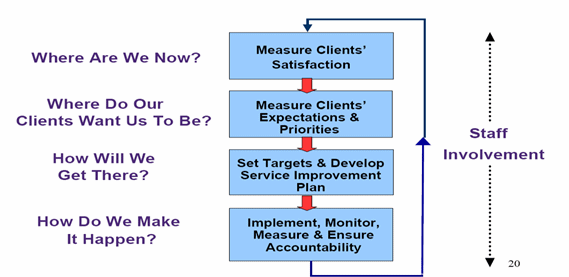 Where Are We Now?
Measure Clients'
Satisfaction
Where Do Our
Clients Want Us To Be?
Measure Clients'
Expectations &
Priorities
How Will We
Get There?
Set Targets & Develop
Service Improvement
Plan
How Do We Make
It Happen?
Implement, Monitor,
Measure & Ensure
Accountability
Staff
Involvement
20